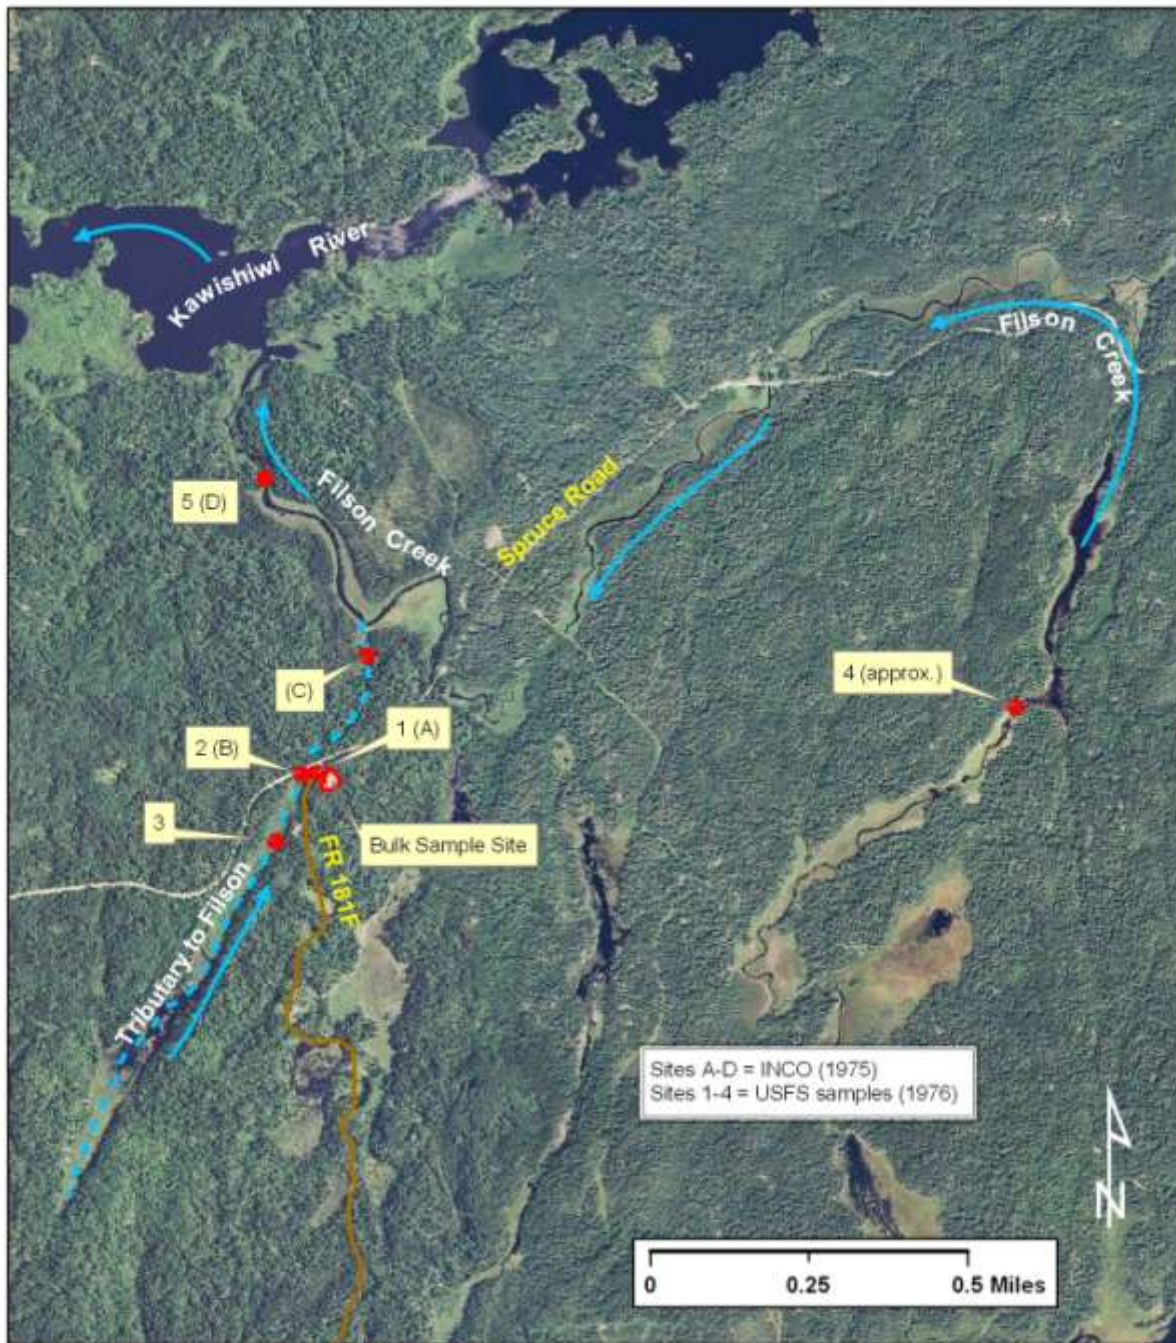 Kawishiwi River
Filson Creek
5 (D)
Filson Creek
Spruce Road
4 (approx.)
(C)
1 (A)
2 (B)
3
Bulk Sample Site
FR 181F
Tributary to Filson
Sites A-D = INCO (1975)
Sites 1-4 = USFS samples (1976)
N
0 0.25 0.5 Miles